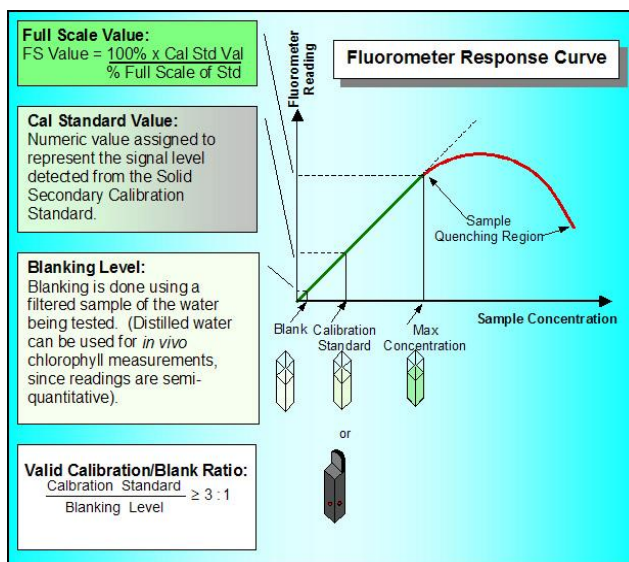 Full Scale Value:
FS Value = 100% x Cal Std Val
% Full Scale of Std
Fluorometer Response Curve
Fluorometer
Reading
Cal Standard Value:
Numeric value assigned to
represent the signal level
detected from the Solid
Secondary Calibration
Standard.
Sample
Quenching Region
Blanking Level:
Blanking is done using a
filtered sample of the water
being tested. (Distilled water
can be used for in vivo
chlorophyll measurements,
since readings are semi-
quantitative).
Blank
Calibration
Standard
Max
Concentration
Sample Concentration
or
Valid Calibration/Blank Ratio:
Calbration Standard
Blanking Level
≥ 3 : 1